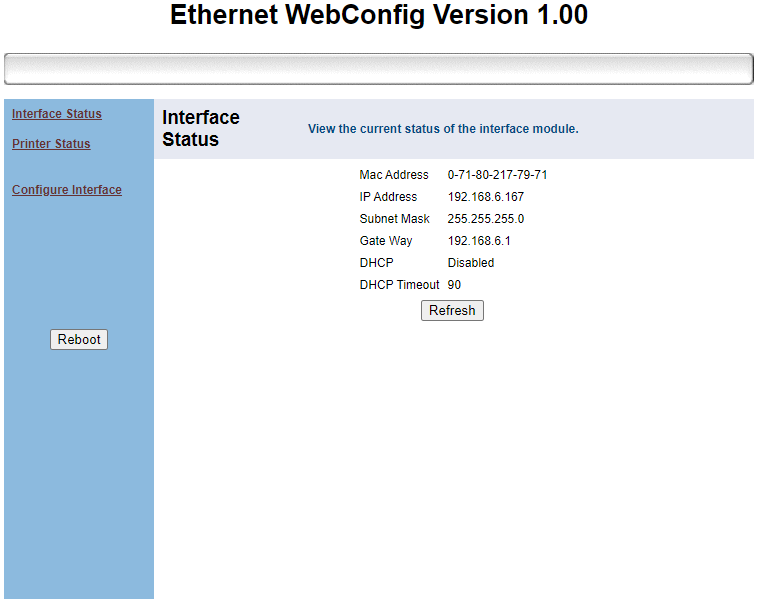 Ethernet WebConfig Version 1.00
Interface Status
Printer Status
Configure Interface
Reboot
Interface
Status
View the current status of the interface module.
Mac Address 0-71-80-217-79-71
IP Address 192.168.6.167
Subnet Mask 255.255.255.0
Gate Way 192.168.6.1
DHCP Disabled
DHCP Timeout 90
Refresh